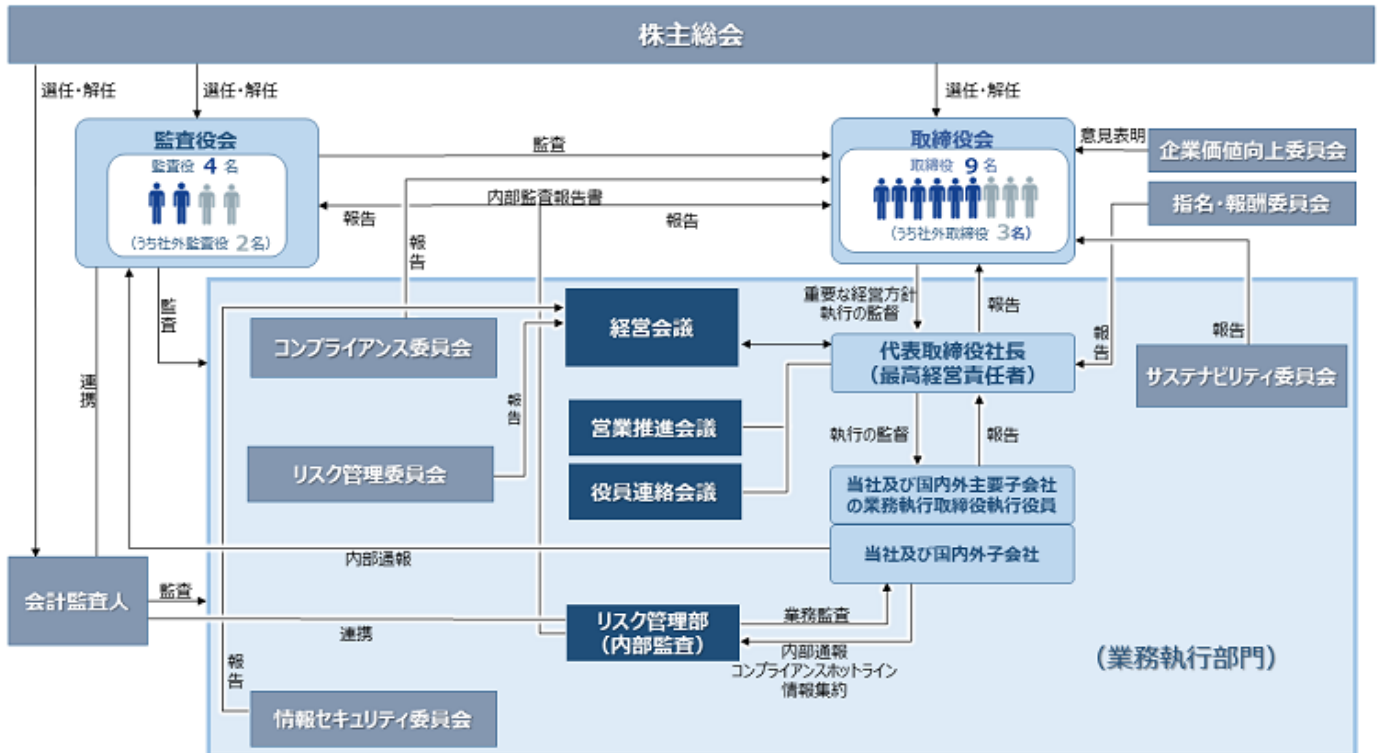 株主総会
選任・解任
選任・解任
選任・解任
監査役会
監査役 4 名
(うち社外監査役 2名)
監査
取締役会
取締役 9 名
(うち社外取締役 3名)
意見表明
企業価値向上委員会
指名・報酬委員会
内部監査報告書
報告
報告
報告
監査
重要な経営方針
執行の監督
報告
経営会議
コンプライアンス委員会
代表取締役社長
(最高経営責任者)
報告
報告
サステナビリティ委員会
連携
報告
営業推進会議
執行の監督
報告
リスク管理委員会
役員連絡会議
当社及び国内外主要子会社
の業務執行取締役執行役員
内部通報
当社及び国内外子会社
会計監査人
監査
連携
リスク管理部
(内部監査)
業務監査
内部通報
コンプライアンスホットライン
情報集約
(業務執行部門)
報告
情報セキュリティ委員会